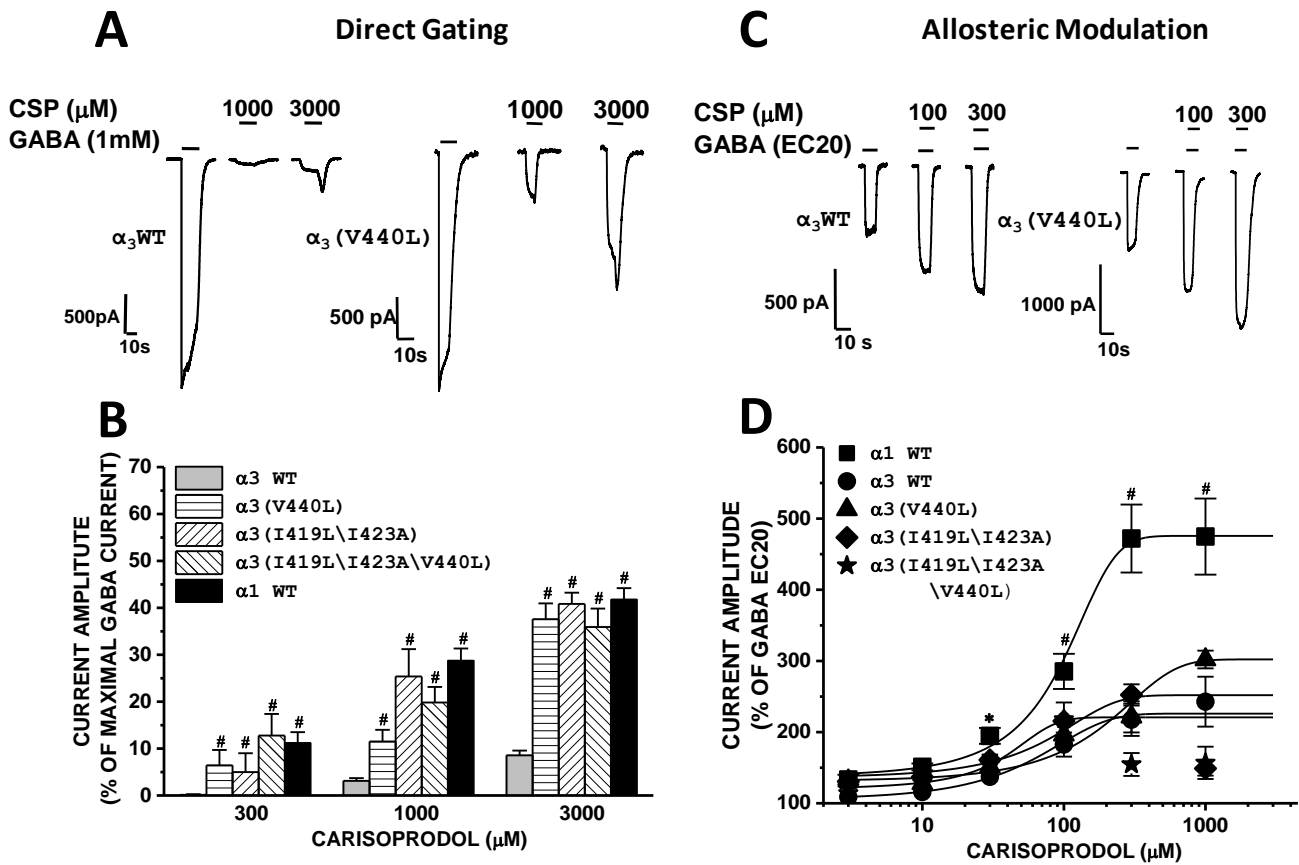 A
Direct Gating
CSP (μM)
1000
3000
1000
3000
GABA (1mM)
α3WT
α3 (V440L)
500pA
10s
500 pA
10s
C
Allosteric Modulation
CSP (μM)
100
300
100
300
GABA (EC20)
α3WT
α3 (V440L)
500 pA
10 s
1000 pA
10s
B
CURRENT AMPLITUDE
(% OF MAXIMAL GABA CURRENT)
70
60
50
40
30
20
10
0
α3 WT
α3(V440L)
α3(I419L\I423A)
α3(I419L\I423A\V440L)
α1 WT
# # # #
# # # #
# # # #
300
1000
3000
CARISOPRODOL (μM)
D
CURRENT AMPLITUDE
(% OF GABA EC20)
600
500
400
300
200
100
α1 WT
α3 WT
α3(V440L)
α3(I419L\I423A)
α3(I419L\I423A
\V440L)
*
#
#
#
10
100
1000
CARISOPRODOL (μM)